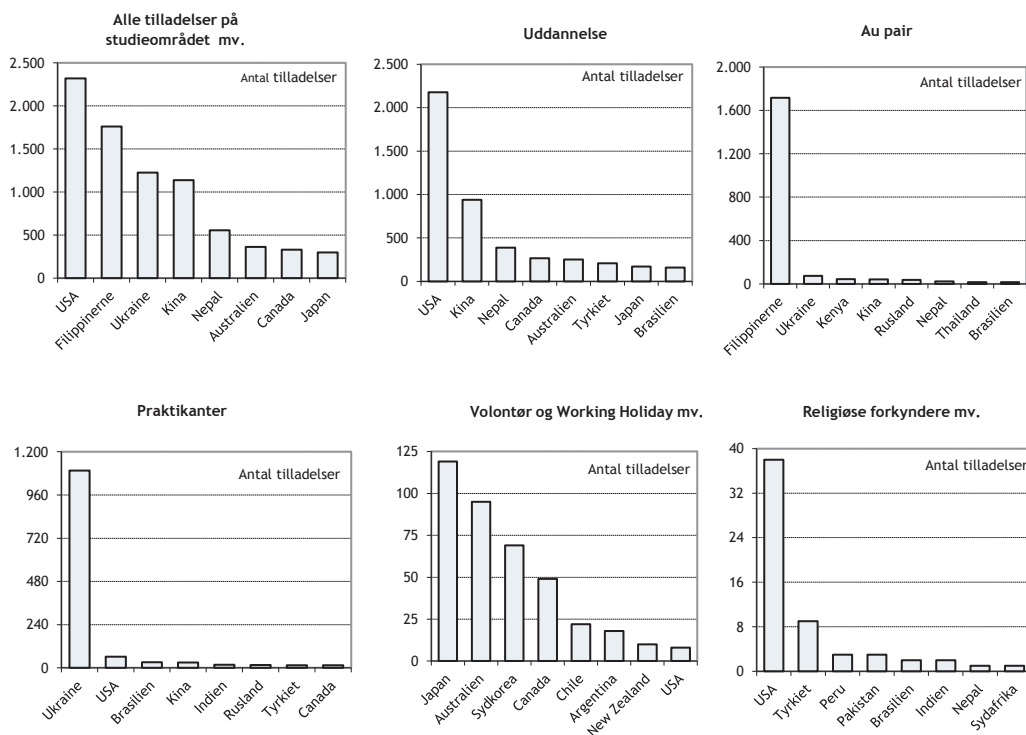 Alle tilladelser på
studieområdet mv.
Antal tilladelser
2.500
2.000
1.500
1.000
500
0
USA
Filippinerne
Ukraine
Kina
Nepal
Australien
Canada
Japan
Uddannelse
Antal tilladelser
2.500
2.000
1.500
1.000
500
0
USA
Kina
Nepal
Canada
Australien
Tyrkiet
Japan
Brasilien
Au pair
Antal tilladelser
2.000
1.600
1.200
800
400
0
Filippinerne
Ukraine
Kenya
Kina
Rusland
Nepal
Thailand
Brasilien
Praktikanter
Antal tilladelser
1.200
960
720
480
240
0
Ukraine
USA
Brasilien
Kina
Indien
Rusland
Tyrkiet
Canada
Volontør og Working Holiday mv.
Antal tilladelser
125
100
75
50
25
0
Japan
Australien
Sydkorea
Canada
Chile
Argentina
New Zealand
USA
Religiøse forkyndere mv.
Antal tilladelser
40
32
24
16
8
0
USA
Tyrkiet
Peru
Pakistan
Brasilien
Indien
Nepal
Sydafrika